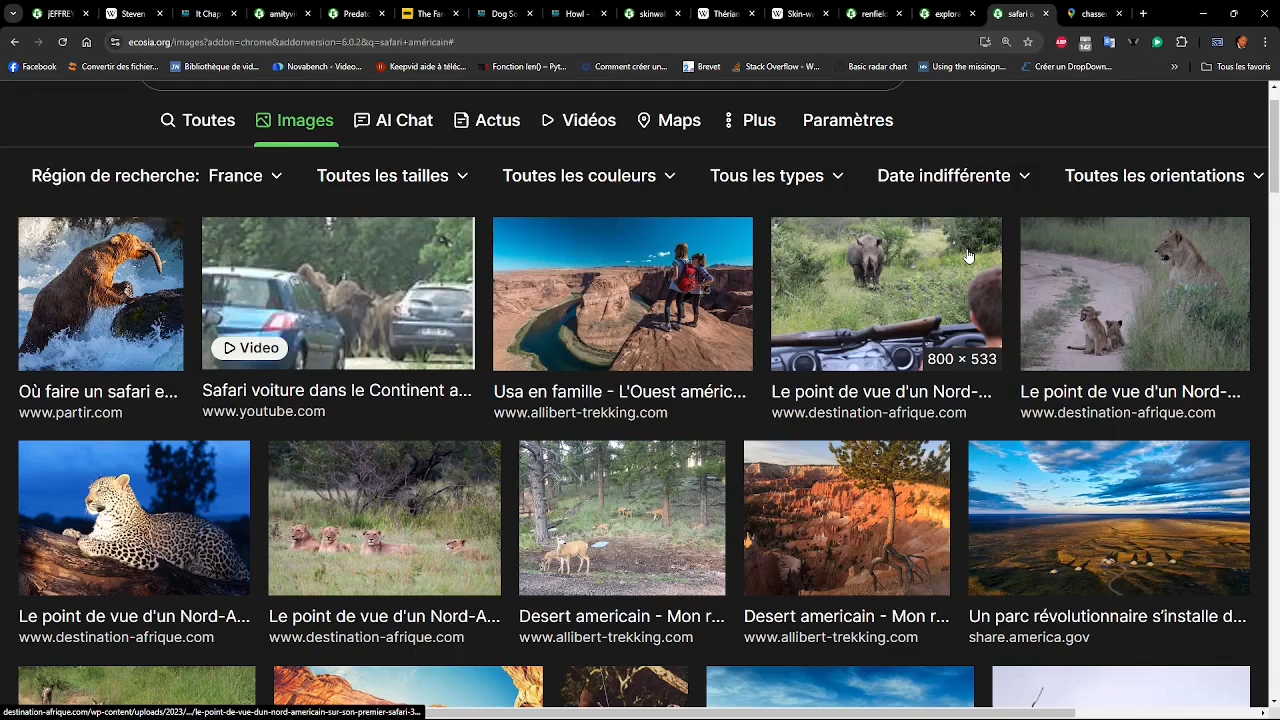 jEFFREY
Steven
It Chap
amityvi
Predato
The Far
Dog So
Howl -
skinwal
Thérian
Skin-w
renfield
explora
safari a
chasse
ecosia.org/images?addon=chrome&addonversion=6.0.2&q=safari+américain#
142
Facebook
Convertir des fichier...
Bibliothèque de vid...
Novabench - Video...
Keepvid aide à téléc...
Fonction len() – Pyt...
Comment créer un...
Brevet
Stack Overflow - W...
Basic radar chart
Using the missingn...
Créer un DropDown...
Tous les favoris
Toutes
Images
AI Chat
Actus
Vidéos
Maps
Plus
Paramètres
Région de recherche: France
Toutes les tailles
Toutes les couleurs
Tous les types
Date indifférente
Toutes les orientations
Video
800 × 533
Où faire un safari e...
www.partir.com
Safari voiture dans le Continent a...
www.youtube.com
Usa en famille - L'Ouest améric...
www.allibert-trekking.com
Le point de vue d'un Nord-...
www.destination-afrique.com
Le point de vue d'un Nord-...
www.destination-afrique.com
Le point de vue d'un Nord-A...
www.destination-afrique.com
Le point de vue d'un Nord-A...
www.destination-afrique.com
Desert americain - Mon r...
www.allibert-trekking.com
Desert americain - Mon r...
www.allibert-trekking.com
Un parc révolutionnaire s’installe d...
share.america.gov
destination-afrique.com/wp-content/uploads/2023/.../le-point-de-vue-dun-nord-americain-sur-son-premier-safari-3...